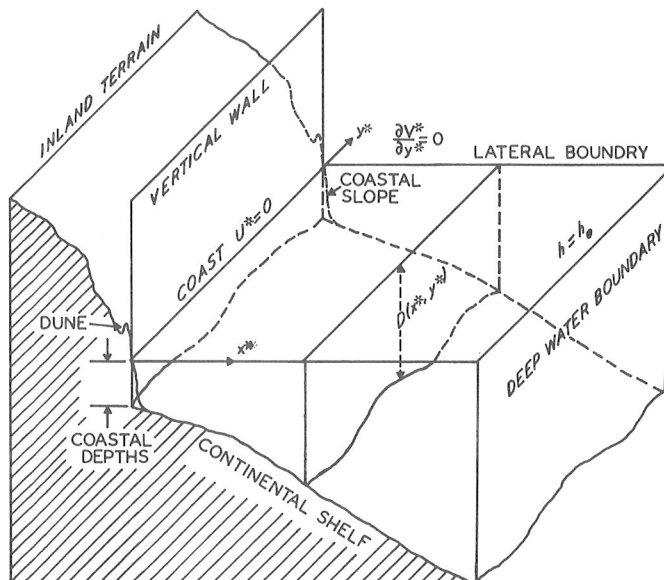 INLAND TERRAIN
VERTICAL WALL
y*
∂V*/∂y* = 0
LATERAL BOUNDRY
COASTAL
SLOPE
COAST U*=0
h = h₀
D(x*, y*)
DEEP WATER BOUNDARY
DUNE
x*
COASTAL
DEPTHS
CONTINENTAL SHELF